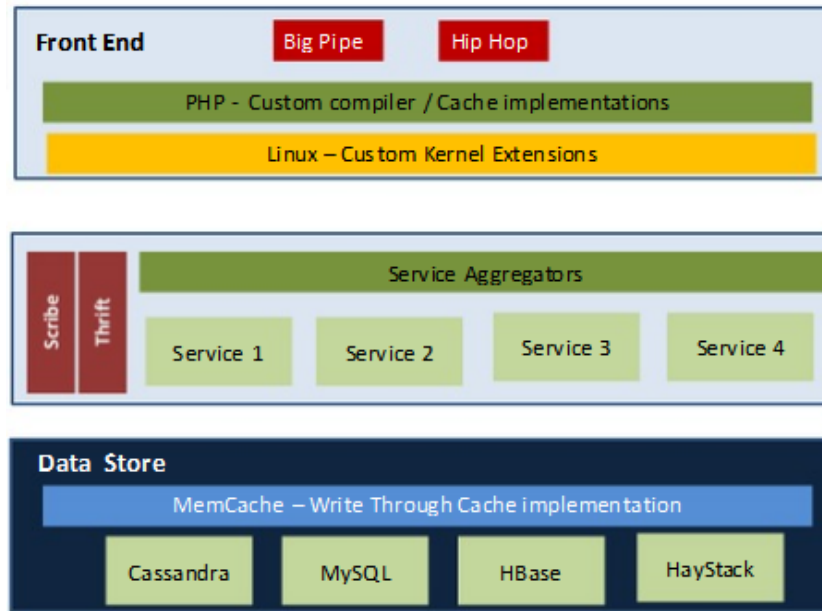 Front End
Big Pipe
Hip Hop
PHP - Custom compiler / Cache implementations
Linux – Custom Kernel Extensions
Scribe
Thrift
Service Aggregators
Service 1
Service 2
Service 3
Service 4
Data Store
MemCache – Write Through Cache implementation
Cassandra
MySQL
HBase
HayStack